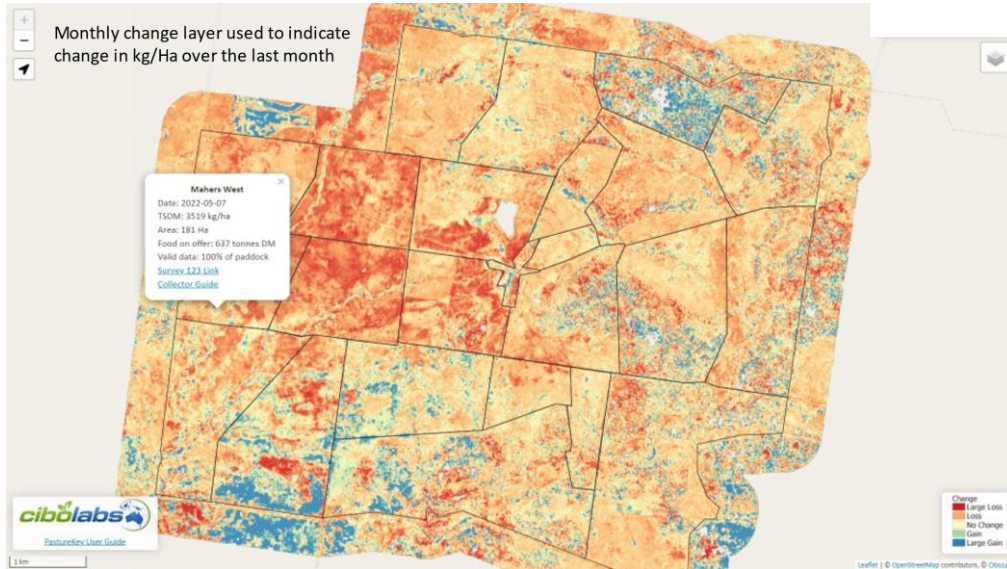 +
−
Monthly change layer used to indicate
change in kg/Ha over the last month
×
Mahers West
Date: 2022-05-07
TSDM: 3519 kg/ha
Area: 181 Ha
Food on offer: 637 tonnes DM
Valid data: 100% of paddock
Survey 123 Link
Collector Guide
cibolabs
PastureKey User Guide
1 km
Change
Large Loss
Loss
No Change
Gain
Large Gain
Leaflet | © OpenStreetMap contributors, © Cibolabs